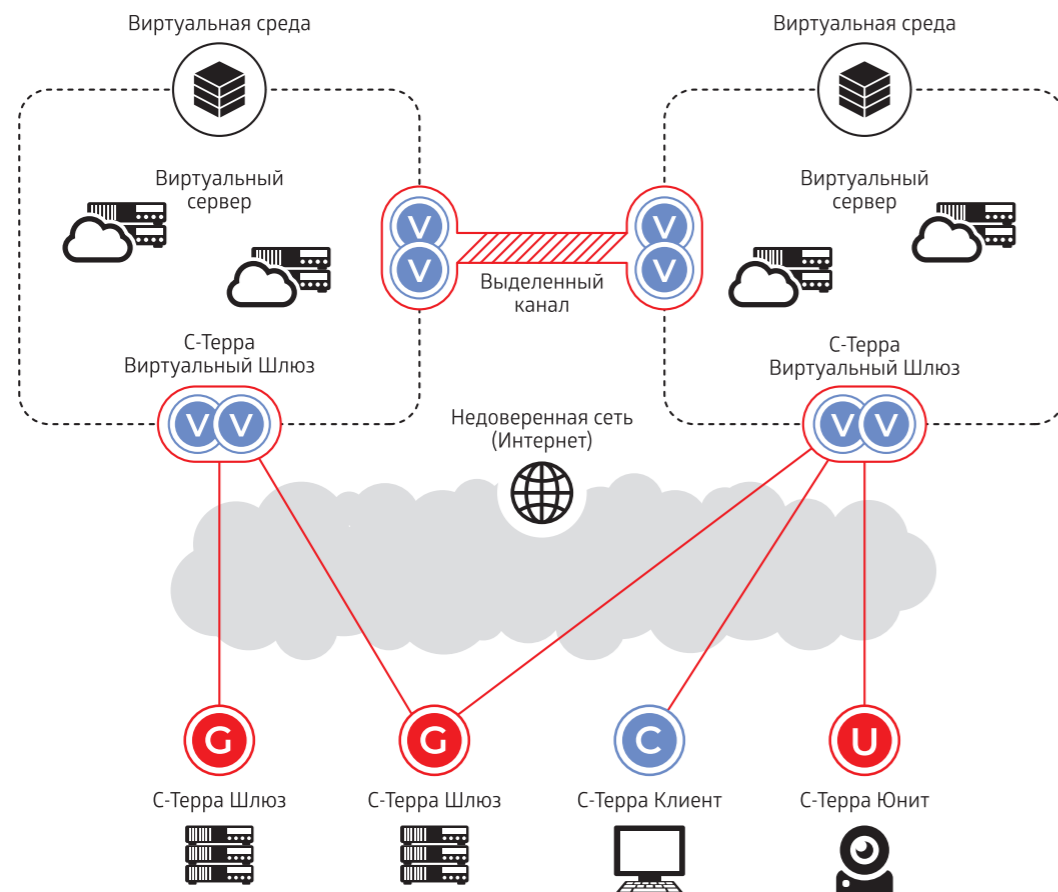 Виртуальная среда
Виртуальная среда
Виртуальный
сервер
Виртуальный
сервер
V
V
V
V
Выделенный
канал
С-Терра
Виртуальный Шлюз
С-Терра
Виртуальный Шлюз
V V
V V
Недоверенная сеть
(Интернет)
G
G
C
U
С-Терра Шлюз
С-Терра Шлюз
С-Терра Клиент
С-Терра Юнит